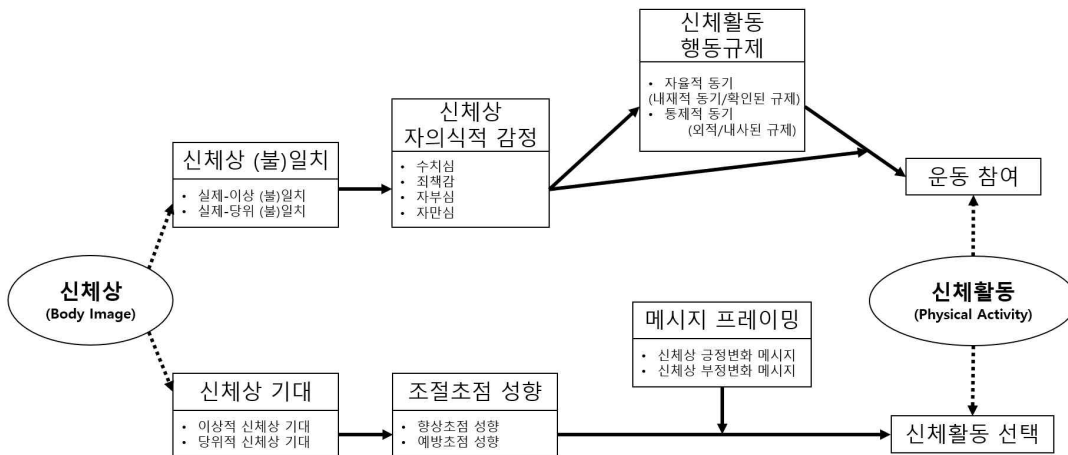 신체활동
행동규제
• 자율적 동기
(내재적 동기/확인된 규제)
• 통제적 동기
(외적/내사된 규제)
신체상
자의식적 감정
• 수치심
• 죄책감
• 자부심
• 자만심
신체상 (불)일치
• 실제-이상 (불)일치
• 실제-당위 (불)일치
운동 참여
신체상
(Body Image)
신체활동
(Physical Activity)
메시지 프레이밍
• 신체상 긍정변화 메시지
• 신체상 부정변화 메시지
신체상 기대
• 이상적 신체상 기대
• 당위적 신체상 기대
조절초점 성향
• 향상초점 성향
• 예방초점 성향
신체활동 선택